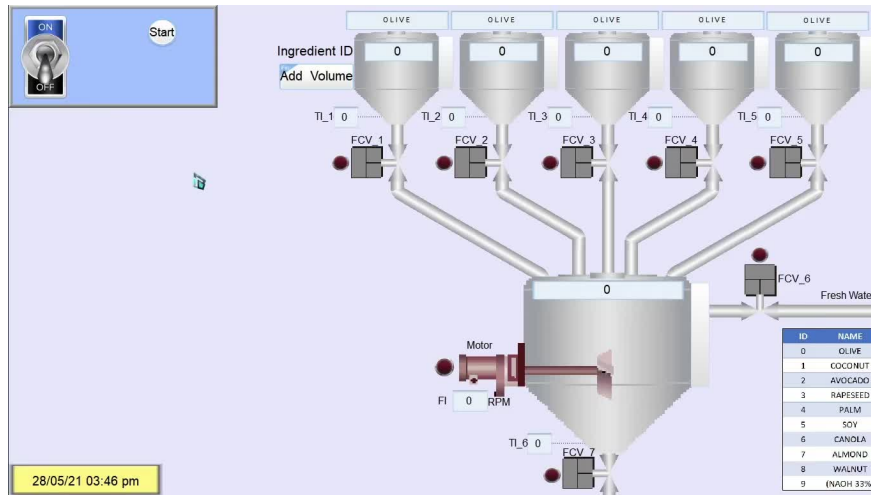 ON
OFF
Start
OLIVE OLIVE OLIVE OLIVE OLIVE
Ingredient ID 0 0 0 0 0
Add Volume
TI_1 0 TI_2 0 TI_3 0 TI_4 0 TI_5 0
FCV_1 FCV_2 FCV_3 FCV_4 FCV_5
FCV_6
0
Fresh Wate
Motor
FI 0 RPM
TI_6 0
FCV_7
ID NAME
0 OLIVE
1 COCONUT
2 AVOCADO
3 RAPESEED
4 PALM
5 SOY
6 CANOLA
7 ALMOND
8 WALNUT
9 (NAOH 33%
28/05/21 03:46 pm